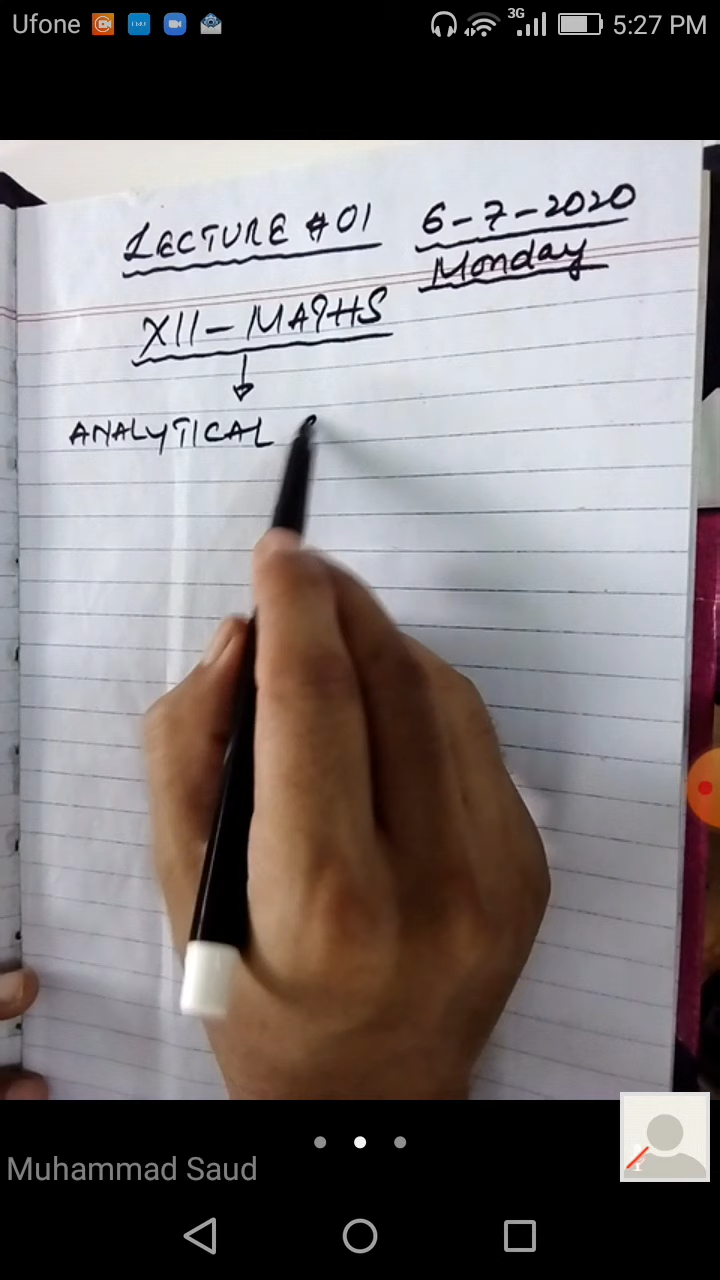 Ufone 3G 5:27 PM
LECTURE #01 6-7-2020
Monday
XII - MATHS
ANALYTICAL
Muhammad Saud